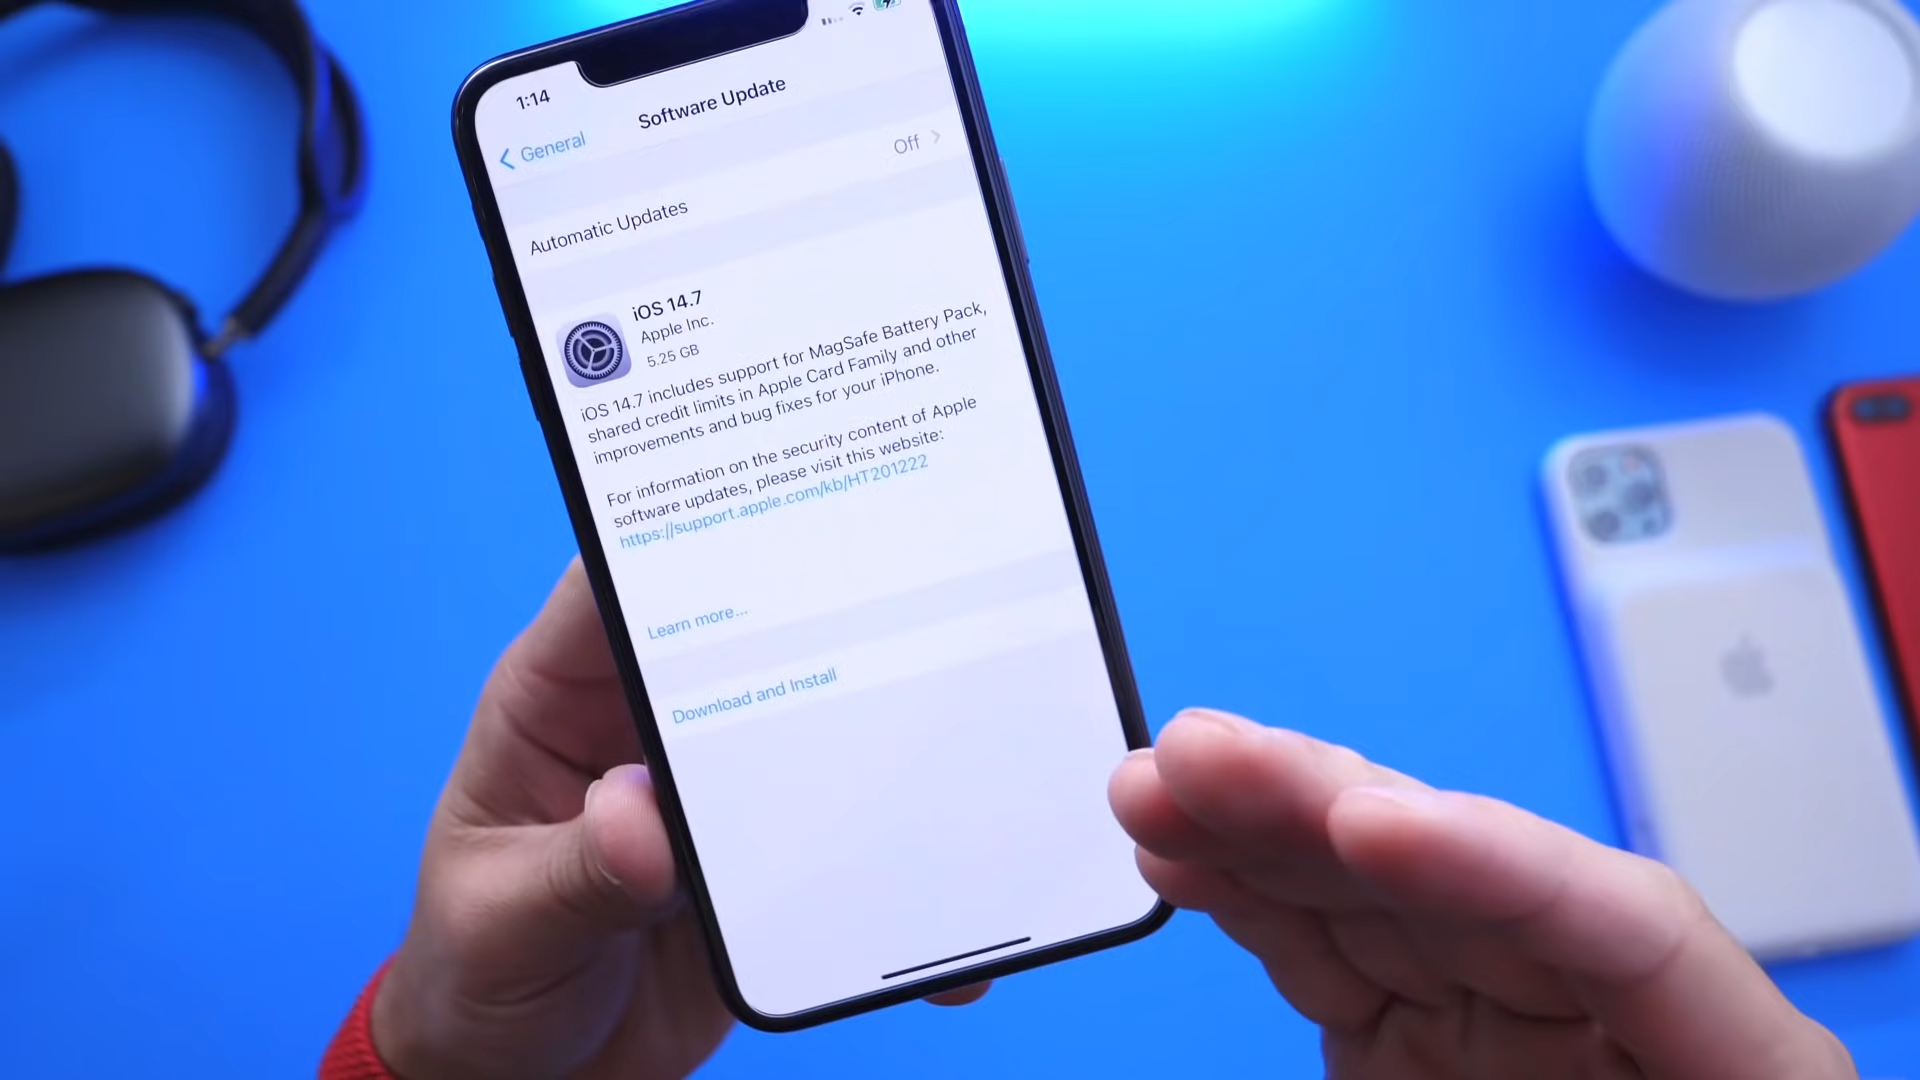 1:14
General
Software Update
Automatic Updates
Off
iOS 14.7
Apple Inc.
5.25 GB
iOS 14.7 includes support for MagSafe Battery Pack,
shared credit limits in Apple Card Family and other
improvements and bug fixes for your iPhone.
For information on the security content of Apple
software updates, please visit this website:
https://support.apple.com/kb/HT201222
Learn more...
Download and Install